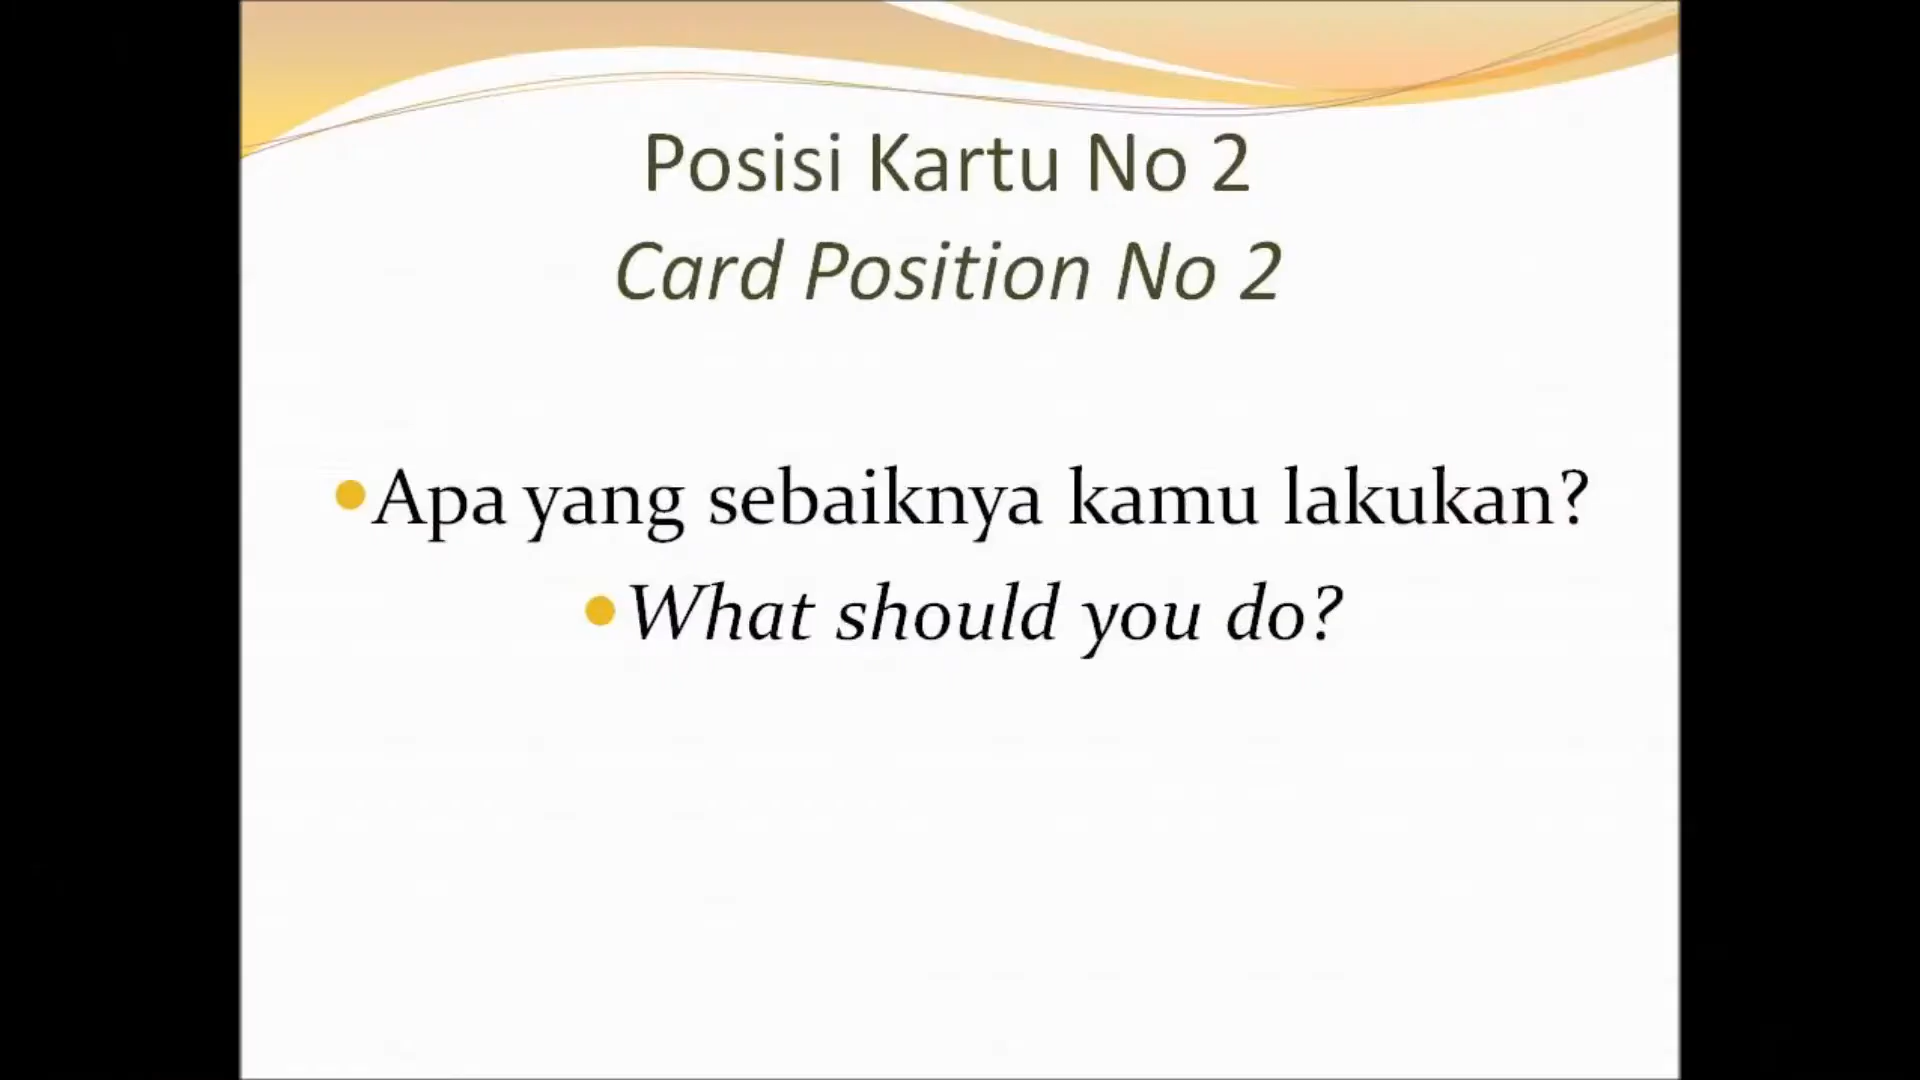 Posisi Kartu No 2
Card Position No 2
Apa yang sebaiknya kamu lakukan?
What should you do?